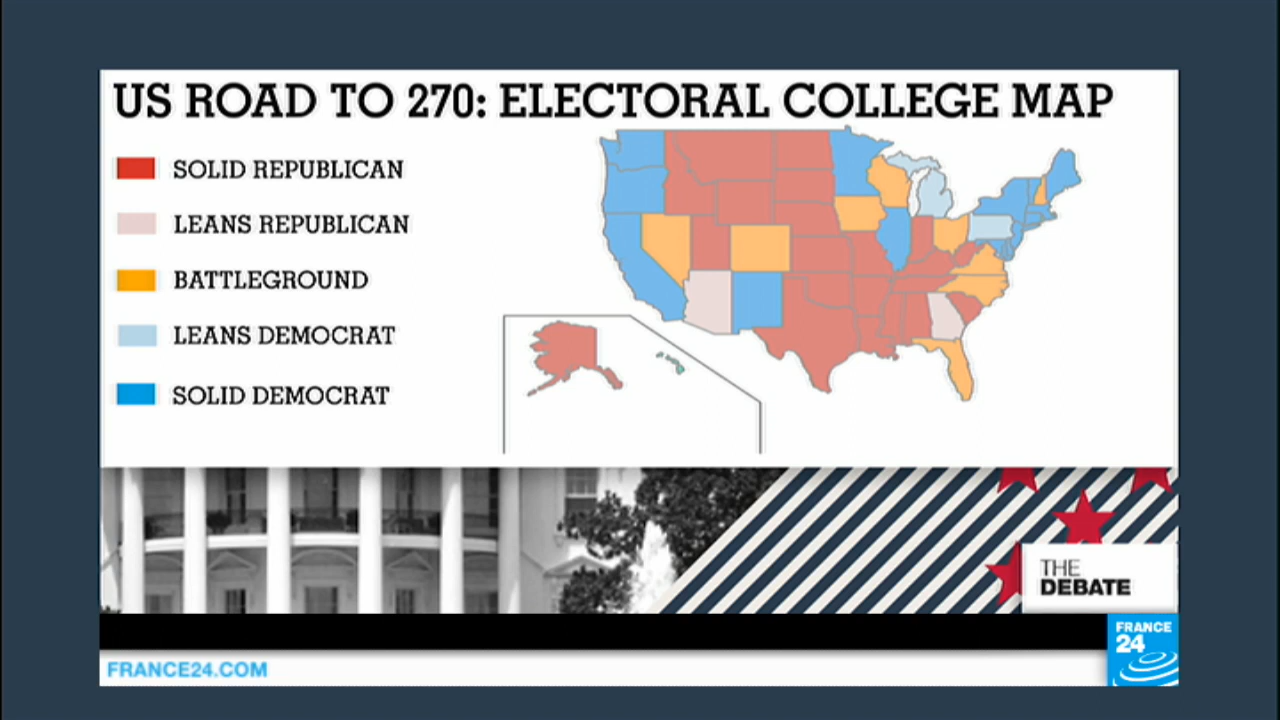 US ROAD TO 270: ELECTORAL COLLEGE MAP
SOLID REPUBLICAN
LEANS REPUBLICAN
BATTLEGROUND
LEANS DEMOCRAT
SOLID DEMOCRAT
THE
DEBATE
FRANCE
24
FRANCE24.COM